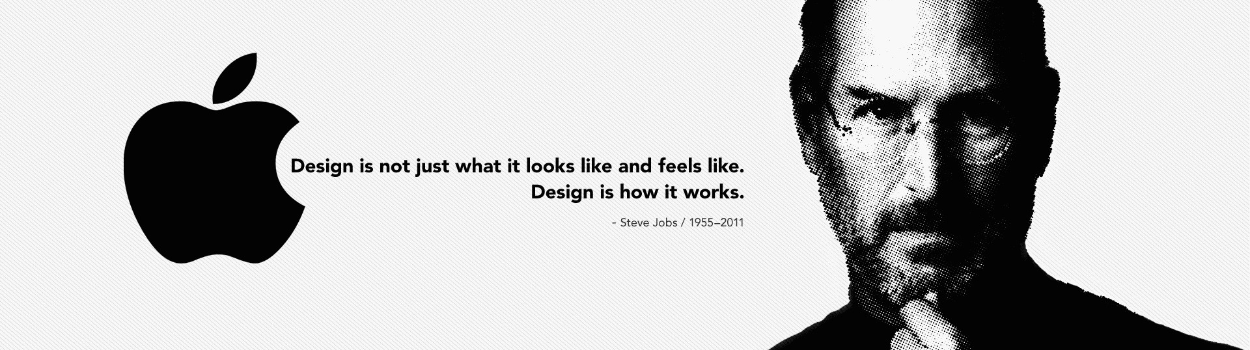 Design is not just what it looks like and feels like.
Design is how it works.
- Steve Jobs / 1955–2011